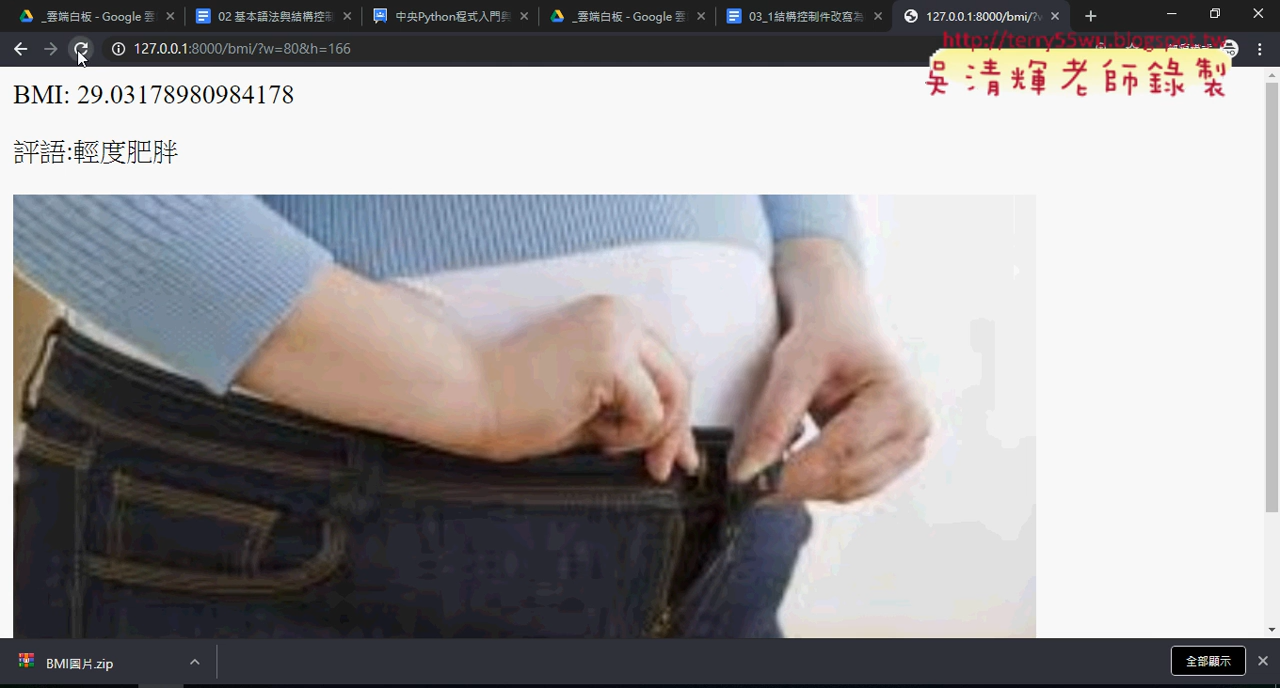 _雲端白板 - Google 雲
02 基本語法與結構控制
中央Python程式入門與
_雲端白板 - Google 雲
03_1結構控制件改寫為
127.0.0.1:8000/bmi/?w
127.0.0.1:8000/bmi/?w=80&h=166
http://terry55wu.blogspot.tw
吳清輝老師錄製
BMI: 29.03178980984178
評語:輕度肥胖
BMI圖片.zip
全部顯示